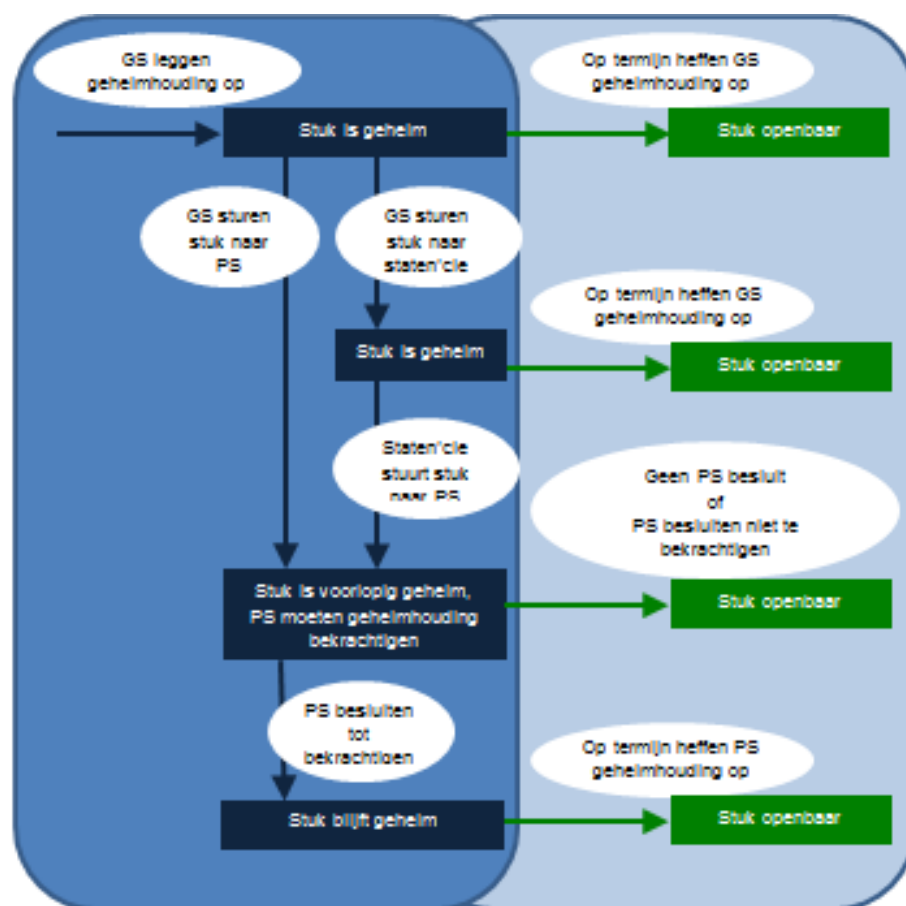 GS leggen
geheimhouding op
Op termijn heffen GS
geheimhouding op
Stuk is geheim
Stuk openbaar
GS sturen
stuk naar
PS
GS sturen
stuk naar
staten'cie
Op termijn heffen GS
geheimhouding op
Stuk is geheim
Stuk openbaar
Staten'cie
stuurt stuk
naar PS
Geen PS besluit
of
PS besluiten niet te
bekrachtigen
Stuk is voorlopig geheim,
PS moeten geheimhouding
bekrachtigen
Stuk openbaar
PS besluiten
tot
bekrachtigen
Op termijn heffen PS
geheimhouding op
Stuk blijft geheim
Stuk openbaar